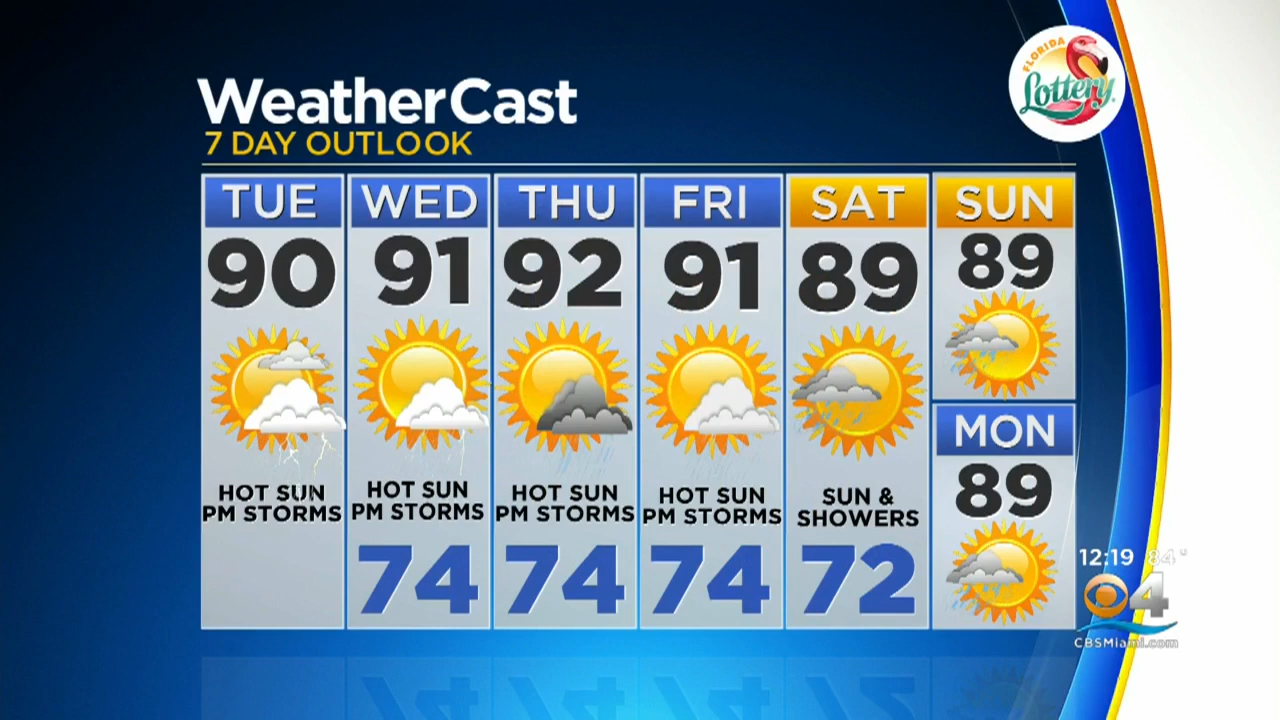 WeatherCast
7 DAY OUTLOOK
FLORIDA
Lottery
TUE
90
HOT SUN
PM STORMS
WED
91
HOT SUN
PM STORMS
74
THU
92
HOT SUN
PM STORMS
74
FRI
91
HOT SUN
PM STORMS
74
SAT
89
SUN &
SHOWERS
72
SUN
89
MON
89
12:19 84°
4
CBSMiami.com